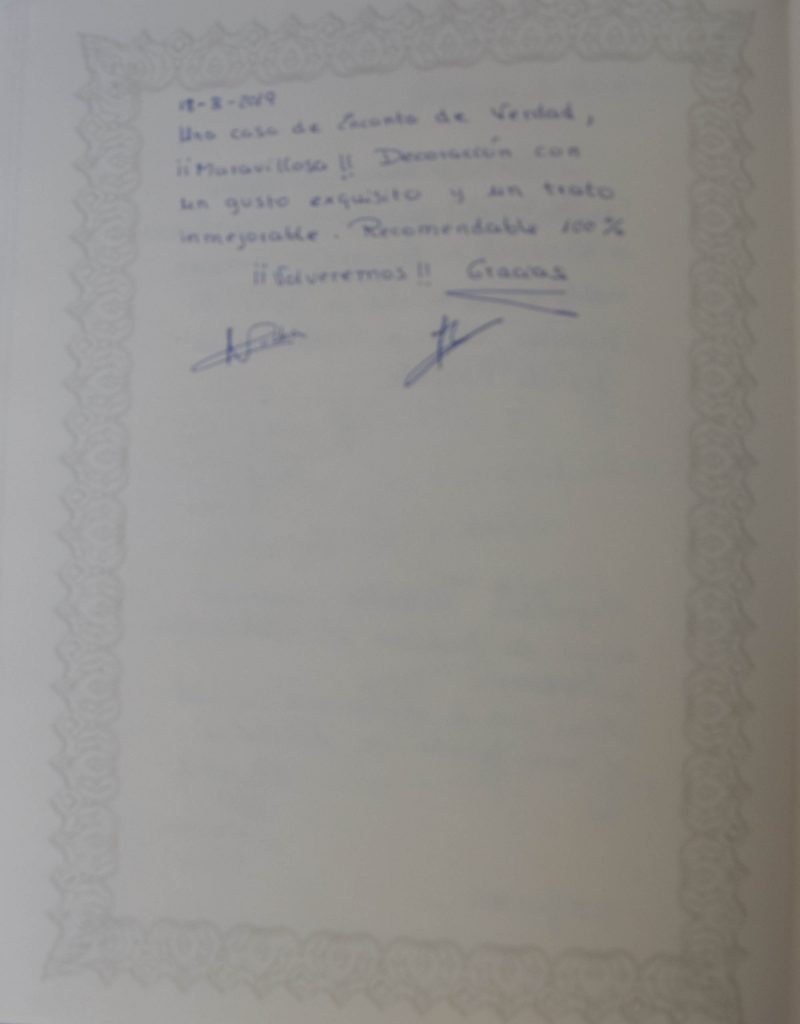 18-8-2019
Una casa de Encanto de Verdad,
¡¡Maravillosa!! Decoración con
un gusto exquisito y un trato
inmejorable. Recomendable 100%
¡¡Volveremos!! Gracias